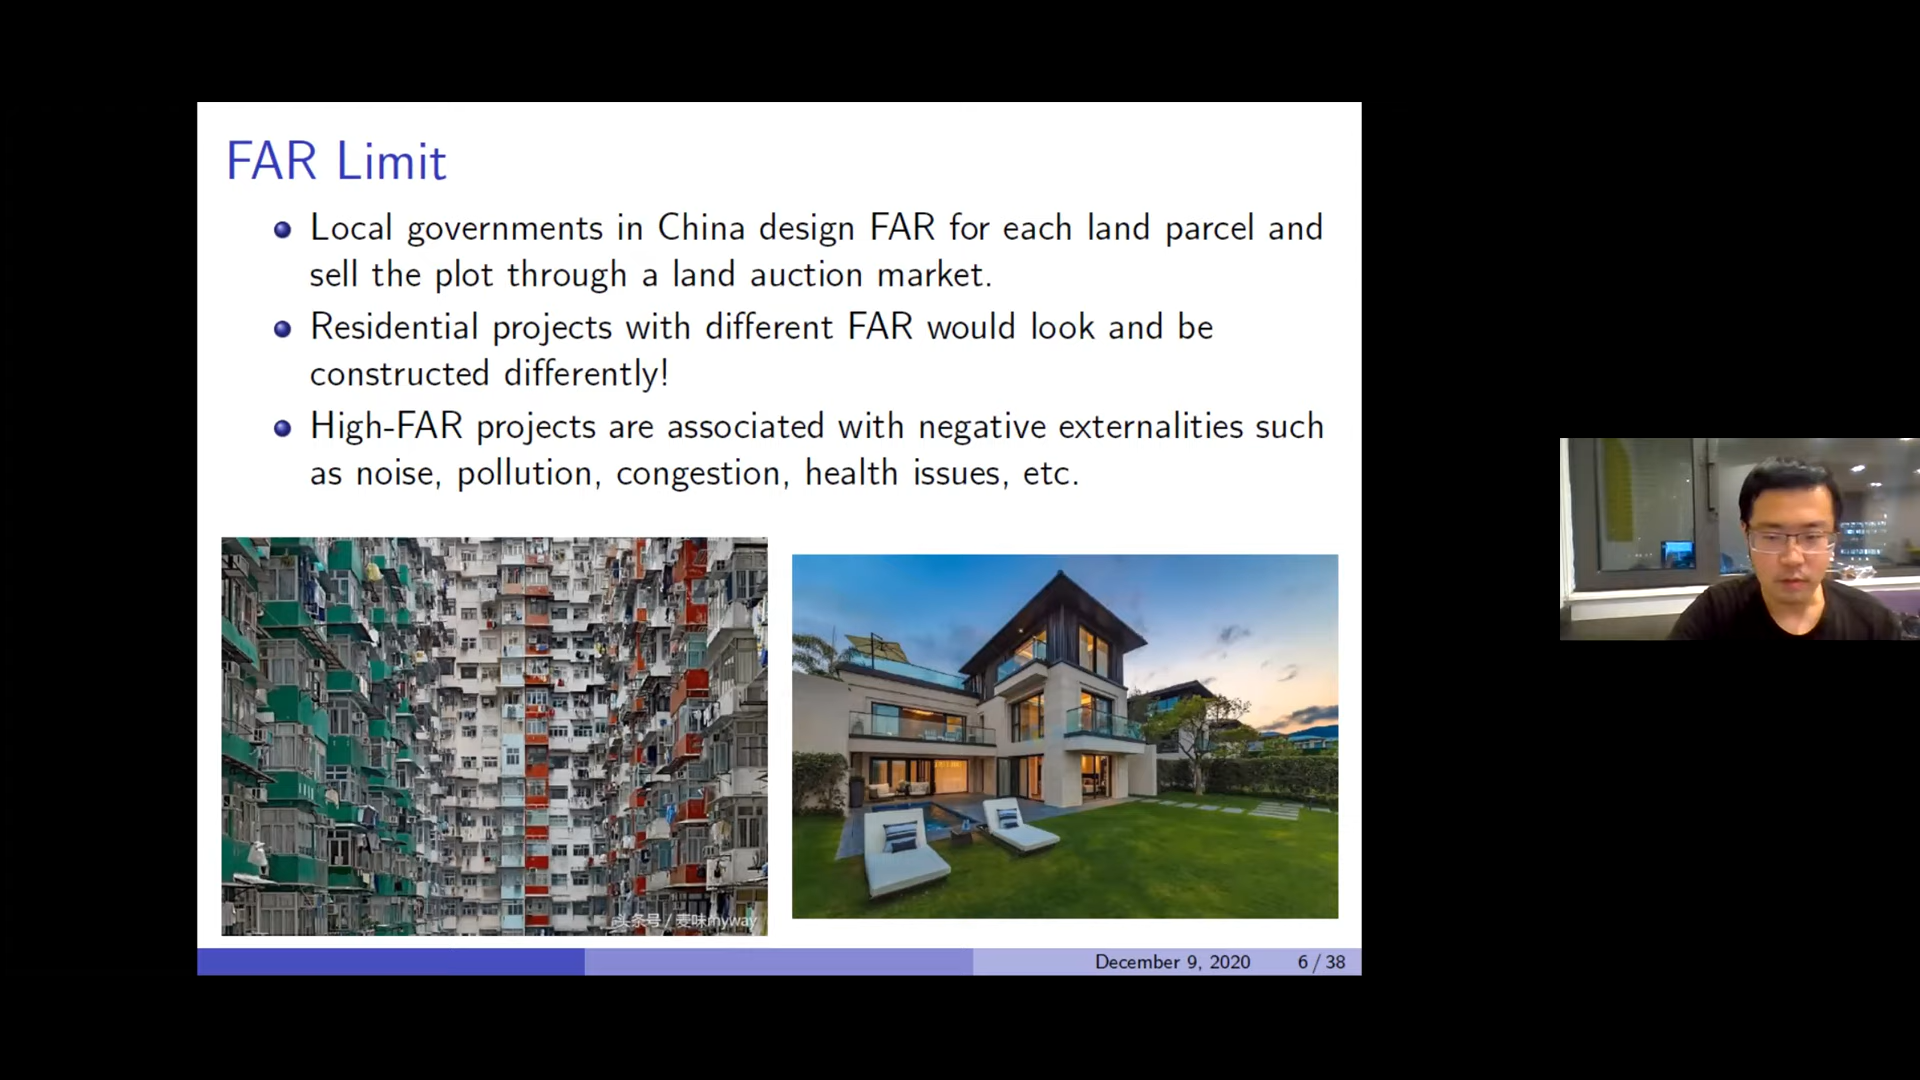 FAR Limit
Local governments in China design FAR for each land parcel and
sell the plot through a land auction market.
Residential projects with different FAR would look and be
constructed differently!
High-FAR projects are associated with negative externalities such
as noise, pollution, congestion, health issues, etc.
头条号 / 麦味myway
December 9, 2020 6 / 38